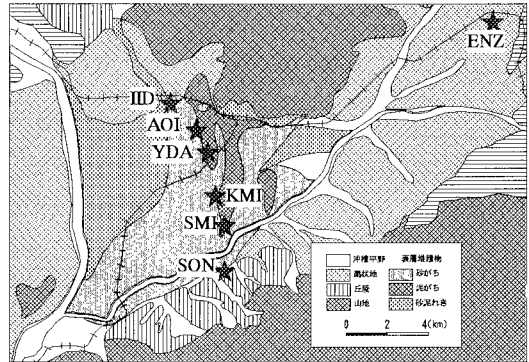 ENZ
IID
AOI
YDA
KMI
SMI
SON
沖積平野 表層堆積物
扇状地 砂がち
丘陵 泥がち
山地 砂泥れき
0 2 4(km)